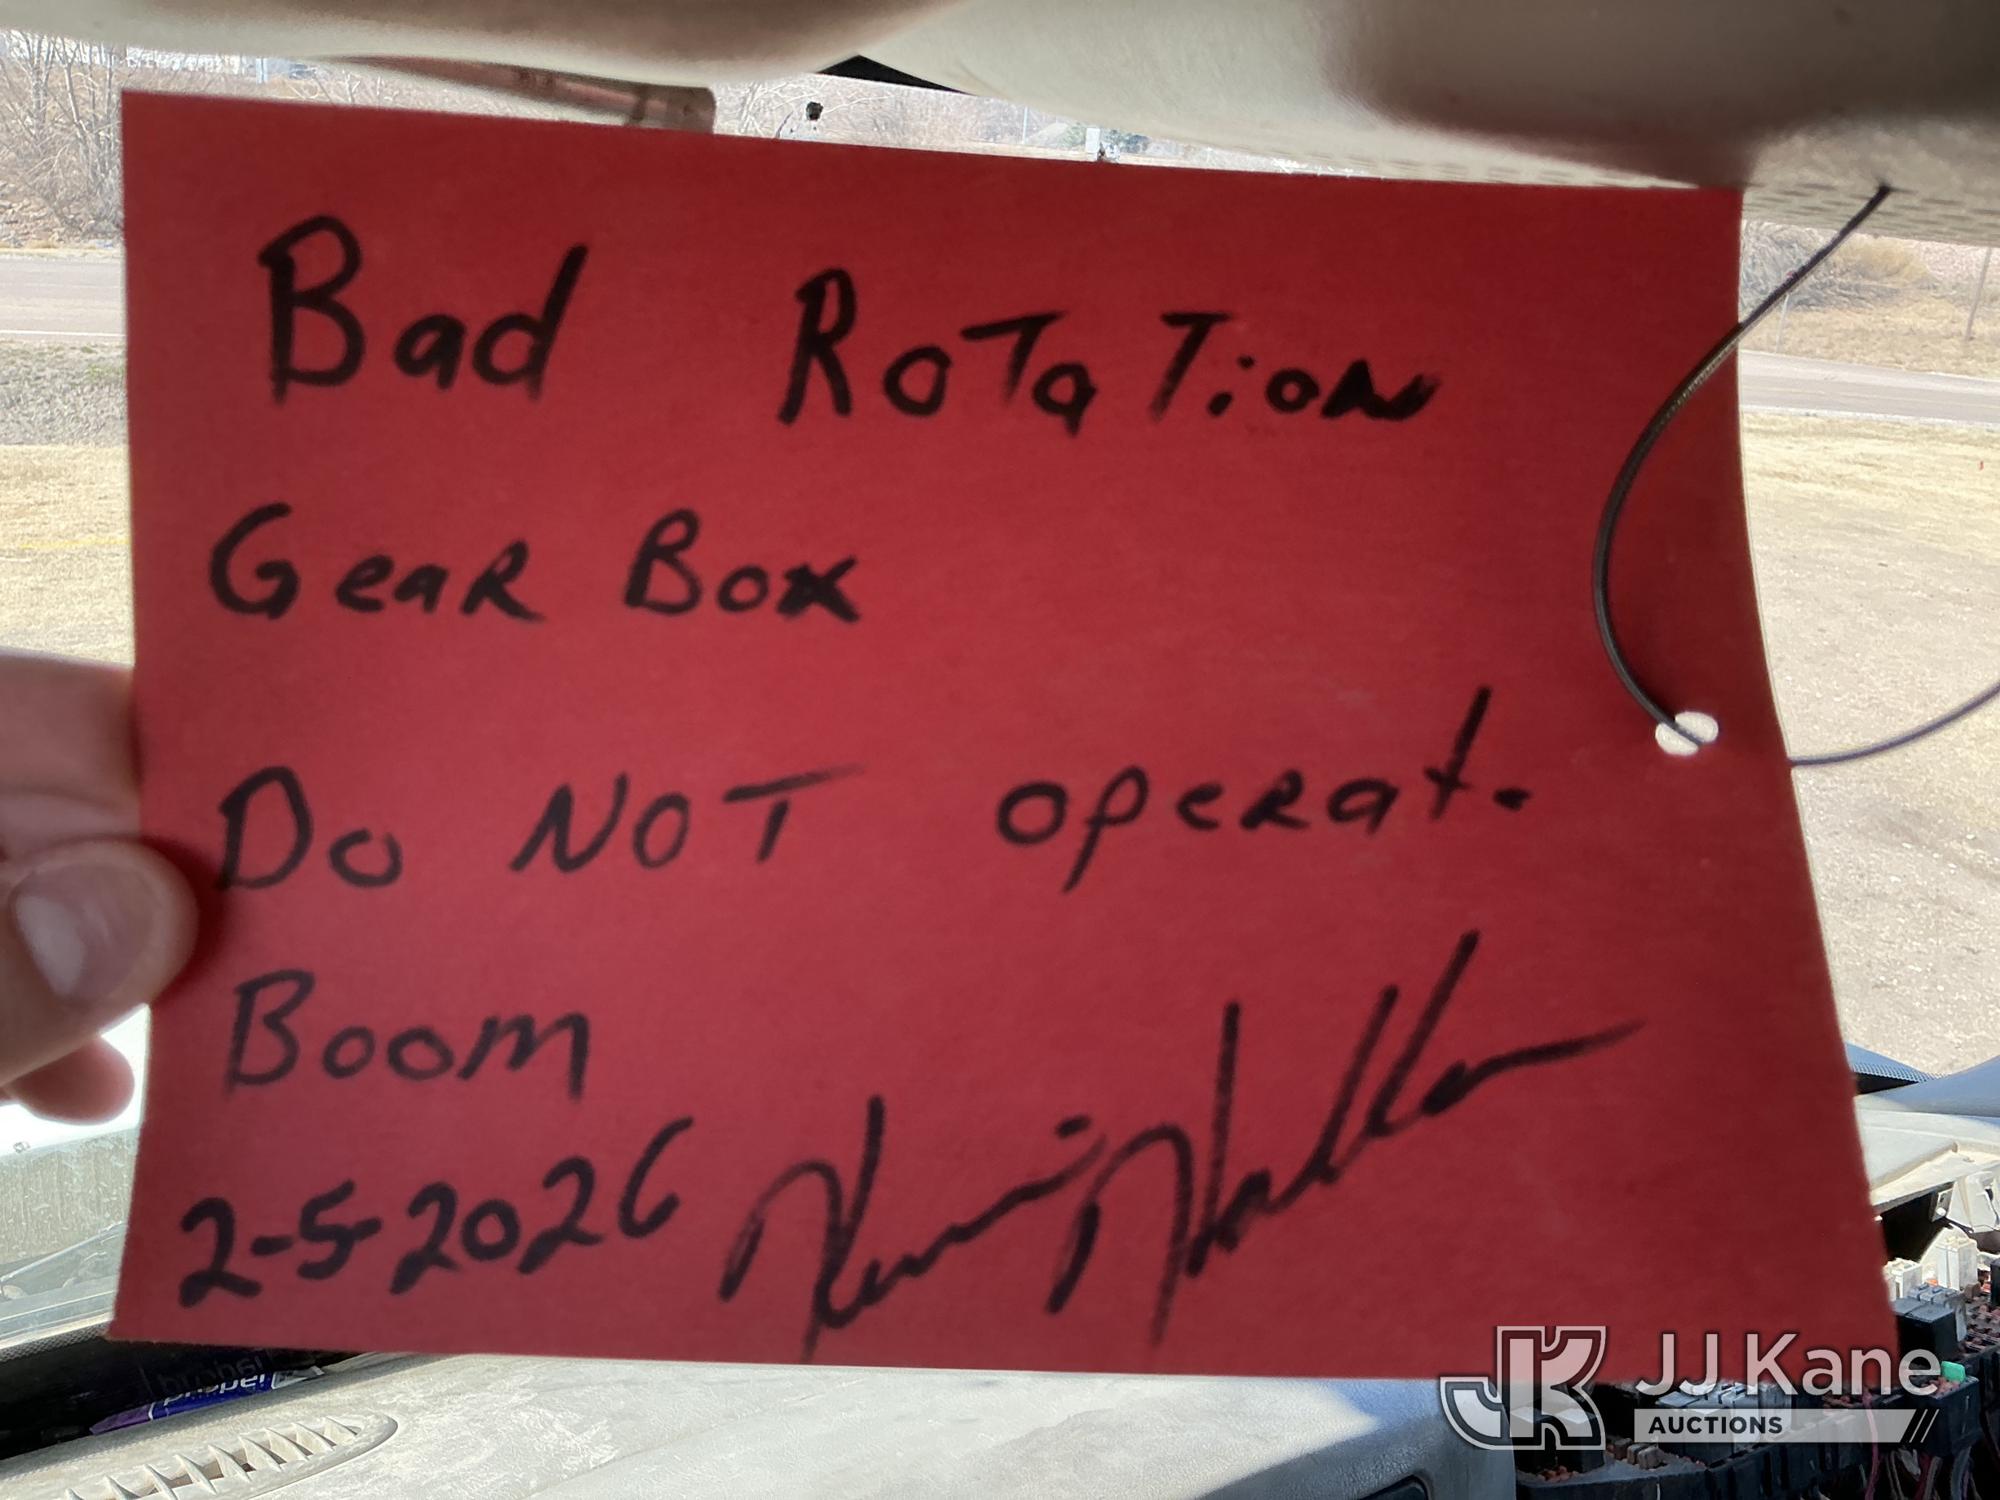 Bad Rotation
Gear Box
Do NOT operat.
Boom
2-5-2026
JJ Kane
AUCTIONS